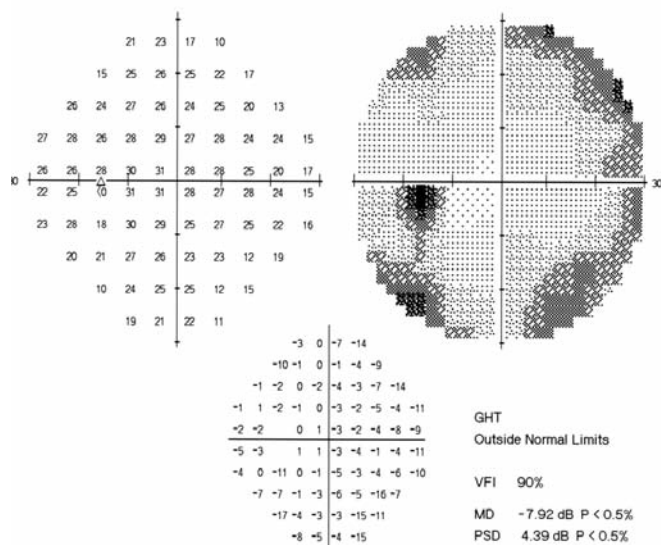 21 23 17 10
15 25 26 25 22 17
26 24 27 26 24 25 20 13
27 28 26 28 29 27 28 24 24 15
26 26 28 30 31 28 28 25 20 17
30
22 25 <0 31 31 28 27 28 24 15
23 28 18 30 29 25 27 25 22 16
20 21 27 26 23 23 12 19
10 24 25 25 12 15
19 21 22 11
-3 0 -7 -14
-10 -1 0 -1 -4 -9
-1 -2 0 -2 -4 -3 -7 -14
-1 1 -2 -1 0 -3 -2 -5 -4 -11
-2 -2 0 1 -3 -2 -4 -8 -9
-5 -3 1 1 -3 -4 -1 -4 -11
-4 0 -11 0 -1 -5 -3 -4 -6 -10
-7 -7 -1 -3 -6 -5 -16 -7
-17 -4 -3 -3 -15 -11
-8 -5 -4 -15
GHT
Outside Normal Limits
VFI 90%
MD -7.92 dB P < 0.5%
PSD 4.39 dB P < 0.5%